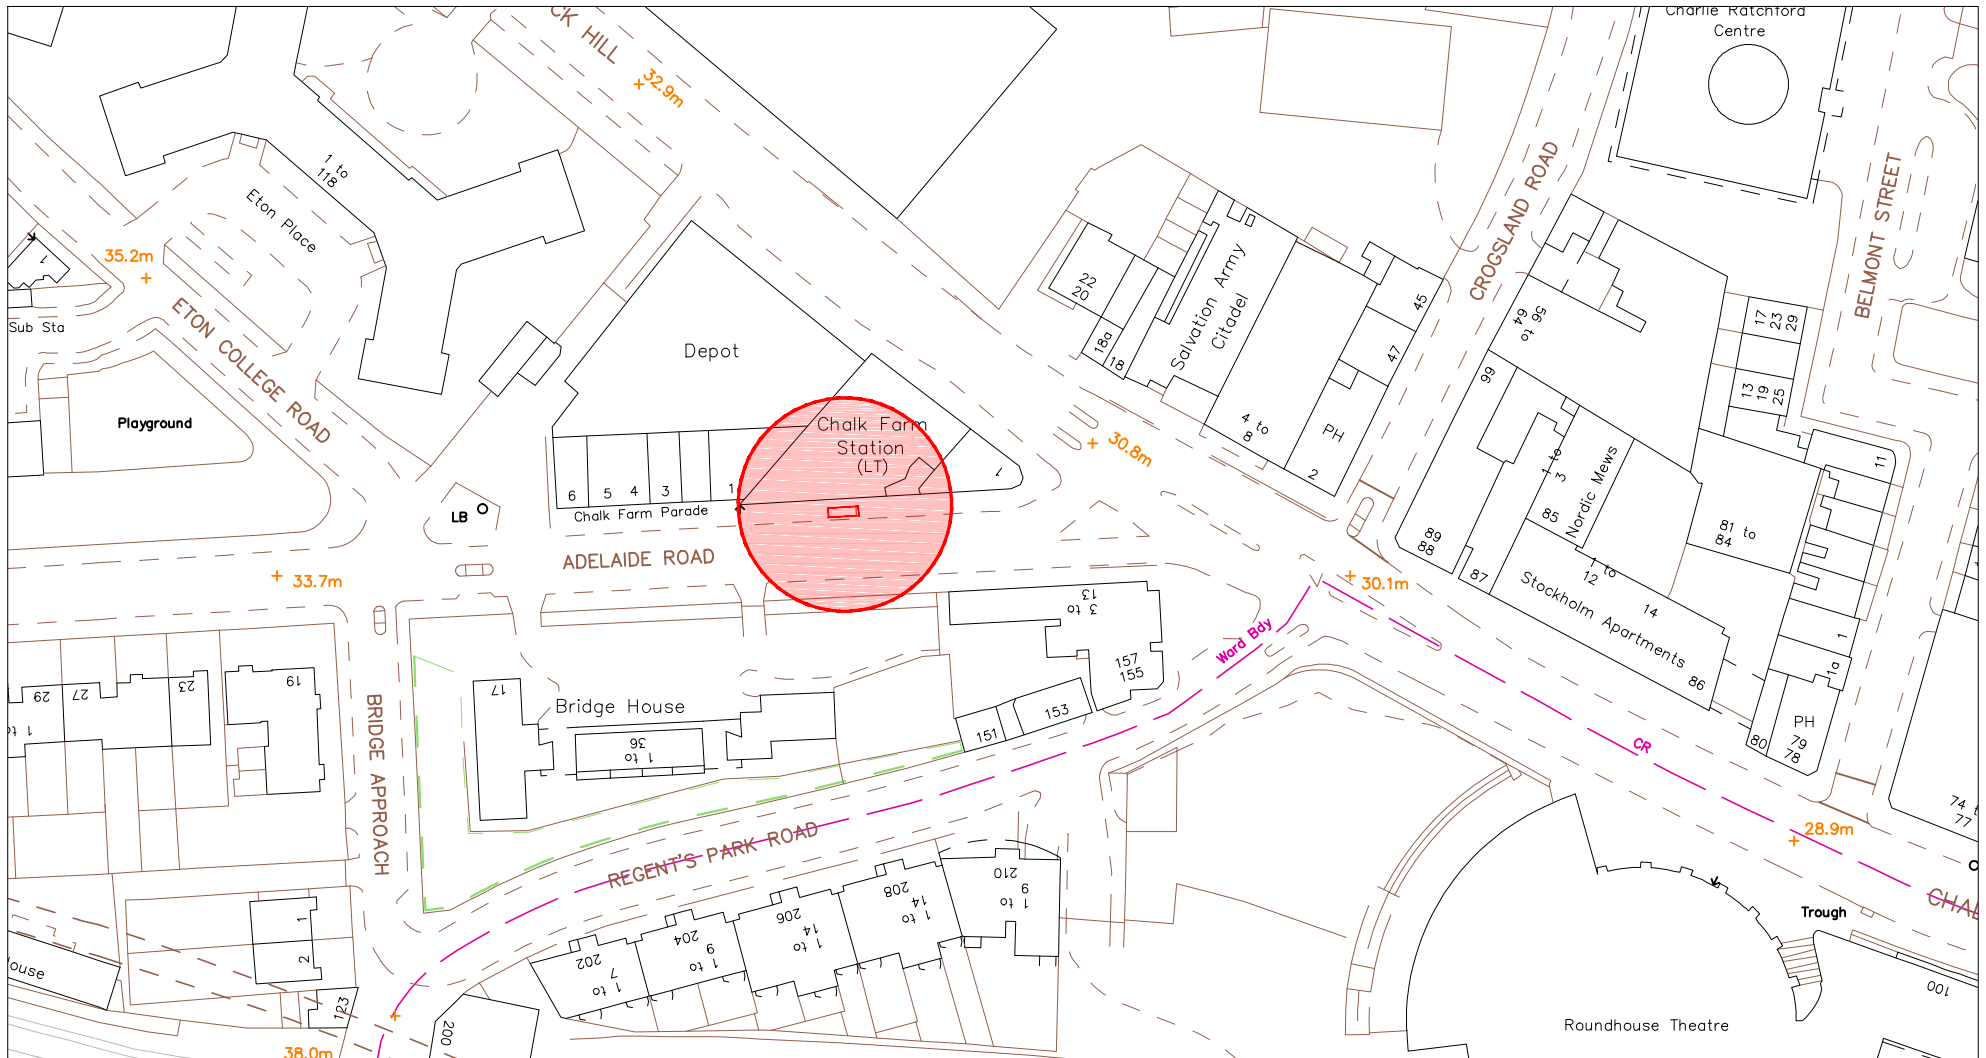 CK HILL
32.9m
Charlie Ratchford
Centre
1 to
118
Eton Place
35.2m
1
Sub Sta
ETON COLLEGE ROAD
Playground
Depot
Chalk Farm
Station
(LT)
1
6
5
4
3
1
Chalk Farm Parade
LB
ADELAIDE ROAD
33.7m
30.8m
22
20
18a
18
Salvation Army
Citadel
4 to
8
PH
2
45
47
CROGSLAND ROAD
BELMONT STREET
56 to
64
66
17
23
29
13
19
25
11
1 to
3
Nordic Mews
85
89
88
87
81 to
84
1 to
12
14
Stockholm Apartments
86
1
1a
PH
79
78
80
30.1m
Ward Bdy
CR
28.9m
74 t
77
CHAL
Trough
100
Roundhouse Theatre
3 to
13
157
155
153
151
Bridge House
17
1 to
36
29
27
23
19
1 to
BRIDGE APPROACH
REGENT'S PARK ROAD
202
1 to
7
204
1 to
9
206
1 to
14
208
1 to
14
210
1 to
9
1
2
123
200
ouse
38.0m